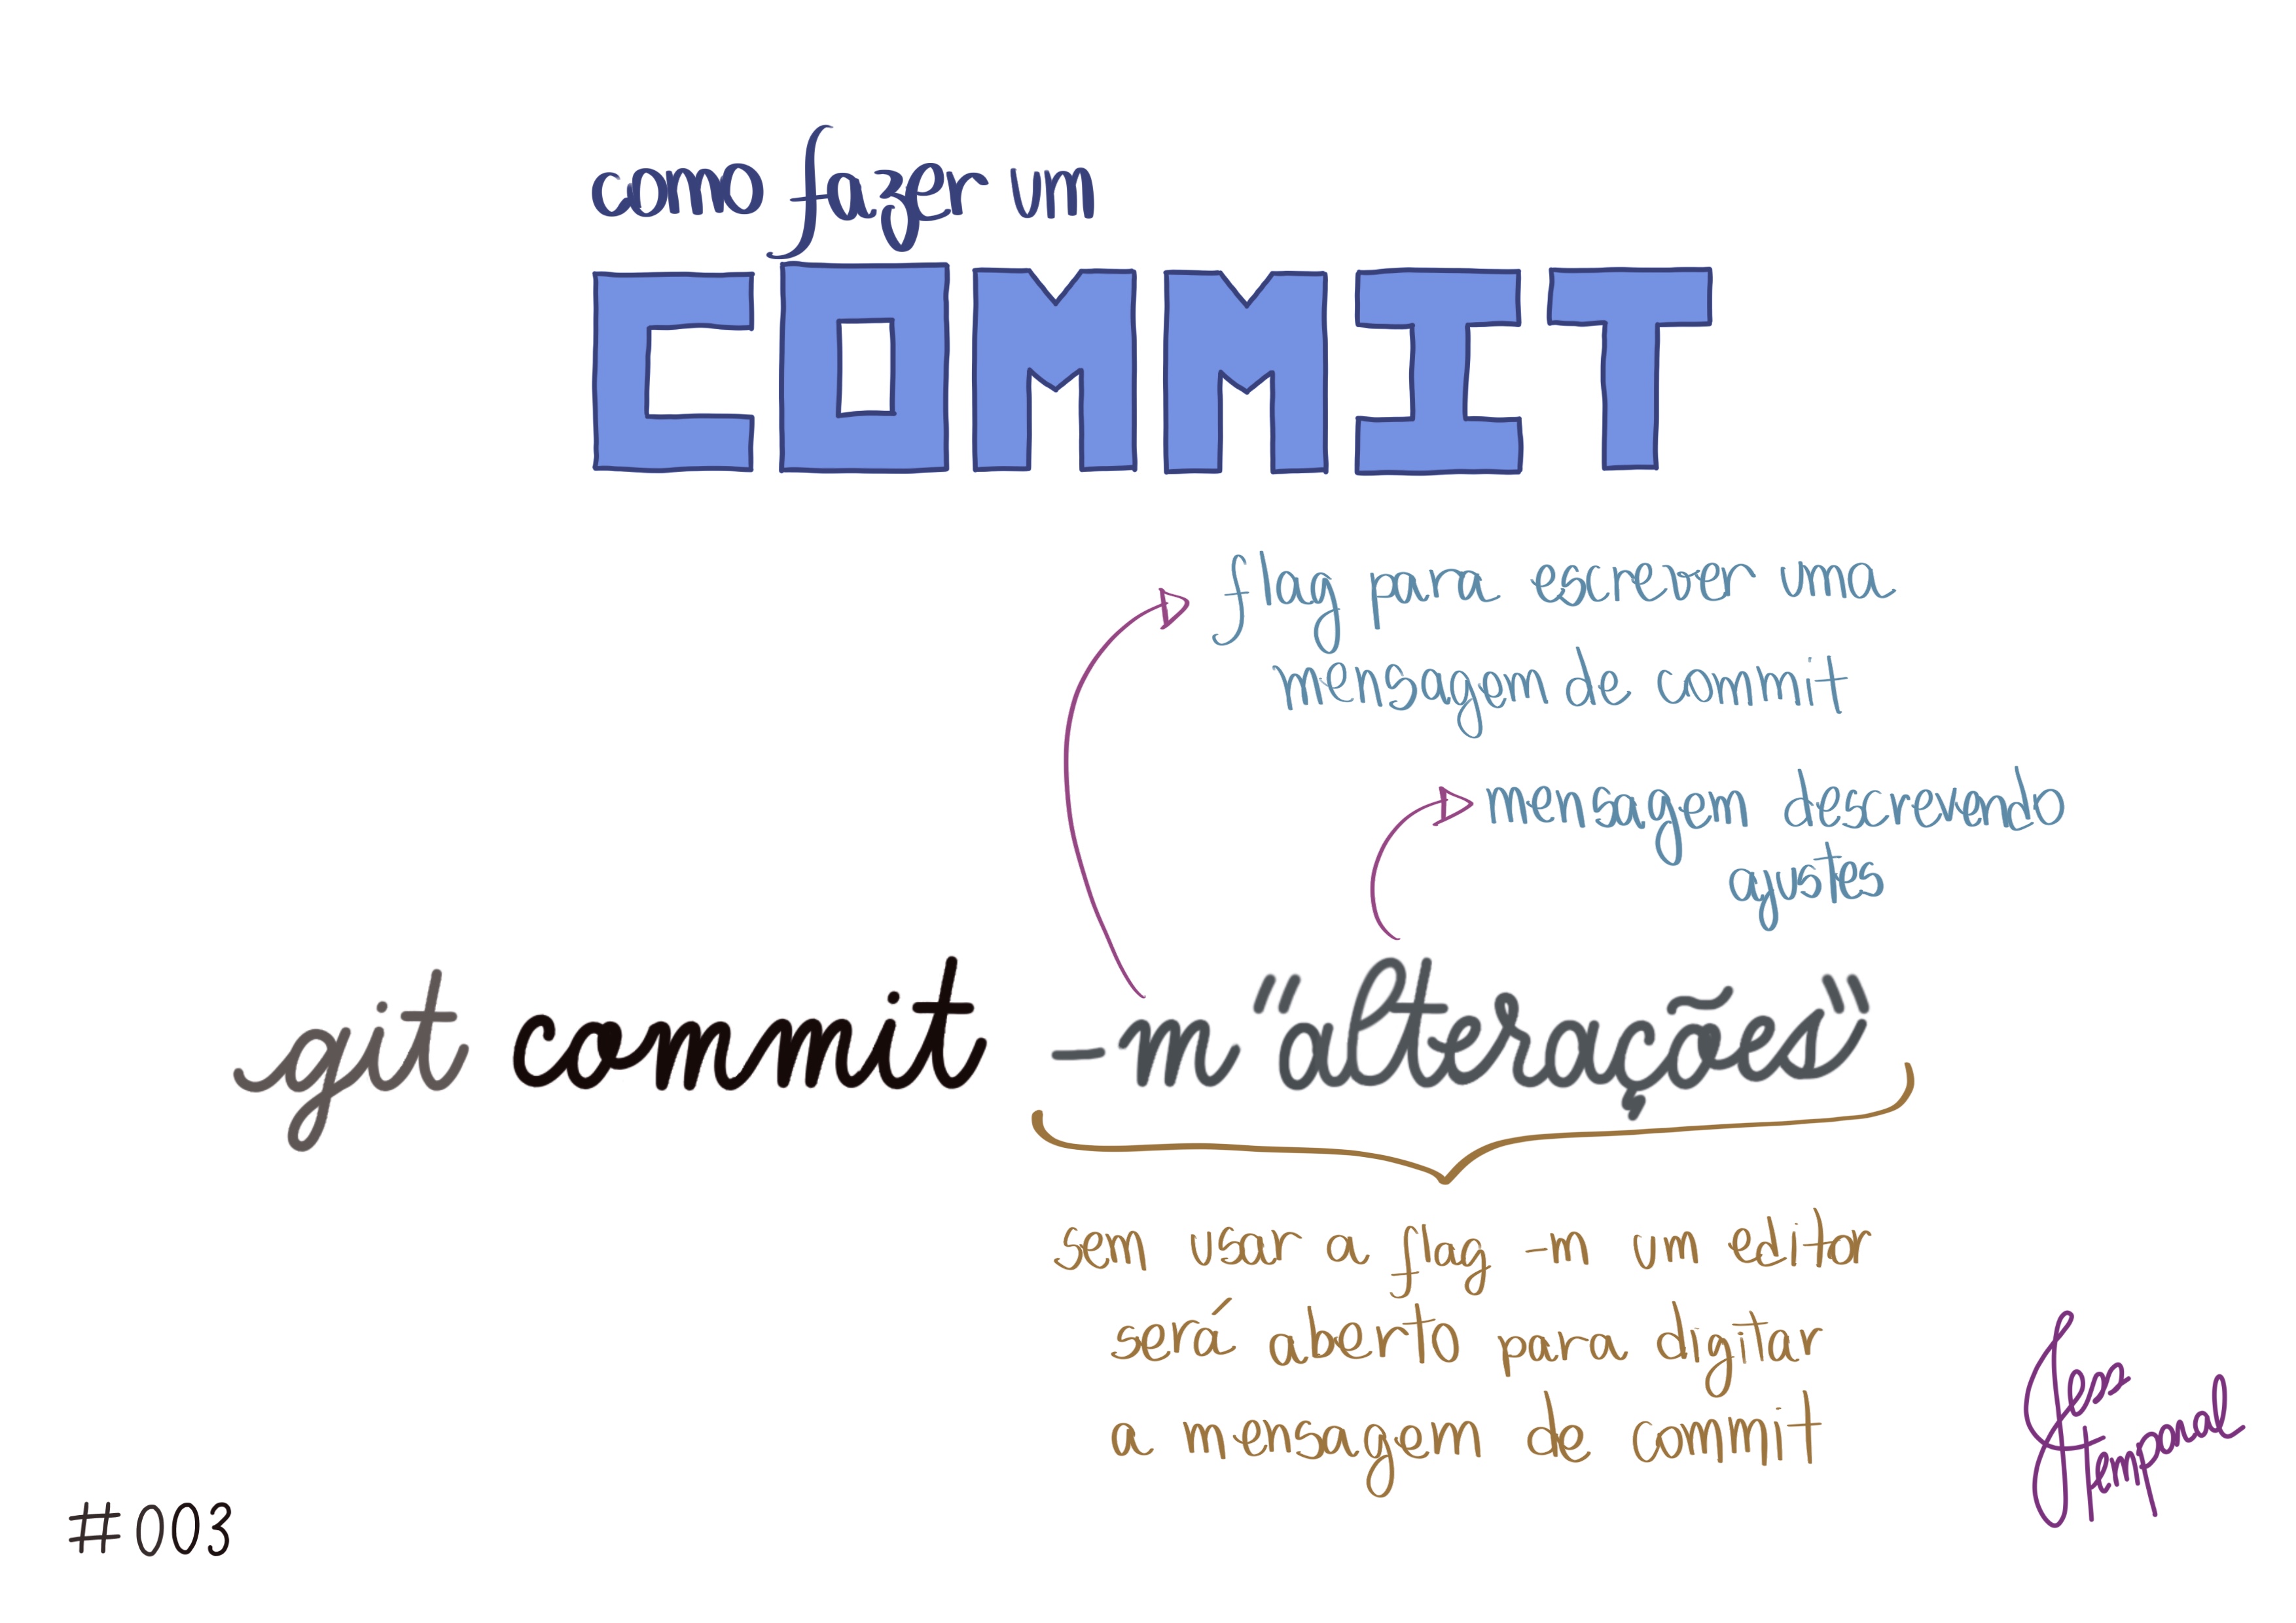 como fazer um
COMMIT
flag para escrever uma
mensagem de commit
mensagem descrevendo
ajustes
git commit -m "alterações"
sem usar a flag -m um editor
será aberto para digitar
a mensagem de commit
Jess
temporal
#003